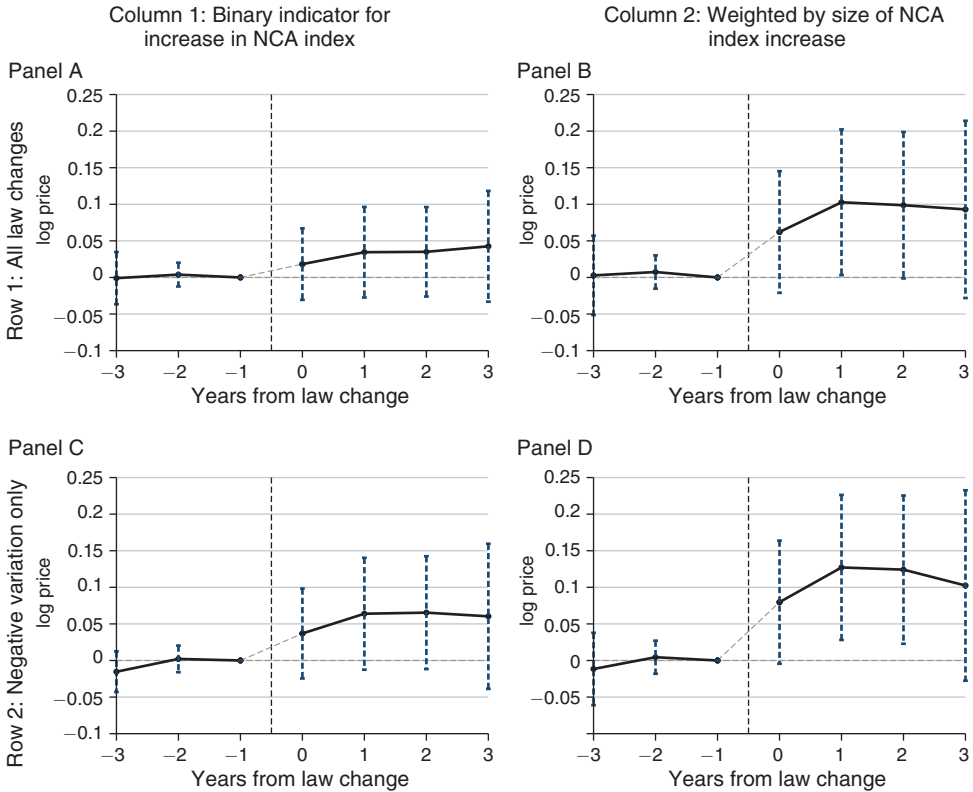 Column 1: Binary indicator for
increase in NCA index
Column 2: Weighted by size of NCA
index increase
Row 1: All law changes
Panel A
log price
0.25
0.2
0.15
0.1
0.05
0
−0.05
−0.1
−3 −2 −1 0 1 2 3
Years from law change
Panel B
log price
0.25
0.2
0.15
0.1
0.05
0
−0.05
−0.1
−3 −2 −1 0 1 2 3
Years from law change
Row 2: Negative variation only
Panel C
log price
0.25
0.2
0.15
0.1
0.05
0
−0.05
−0.1
−3 −2 −1 0 1 2 3
Years from law change
Panel D
log price
0.25
0.2
0.15
0.1
0.05
0
−0.05
−3 −2 −1 0 1 2 3
Years from law change